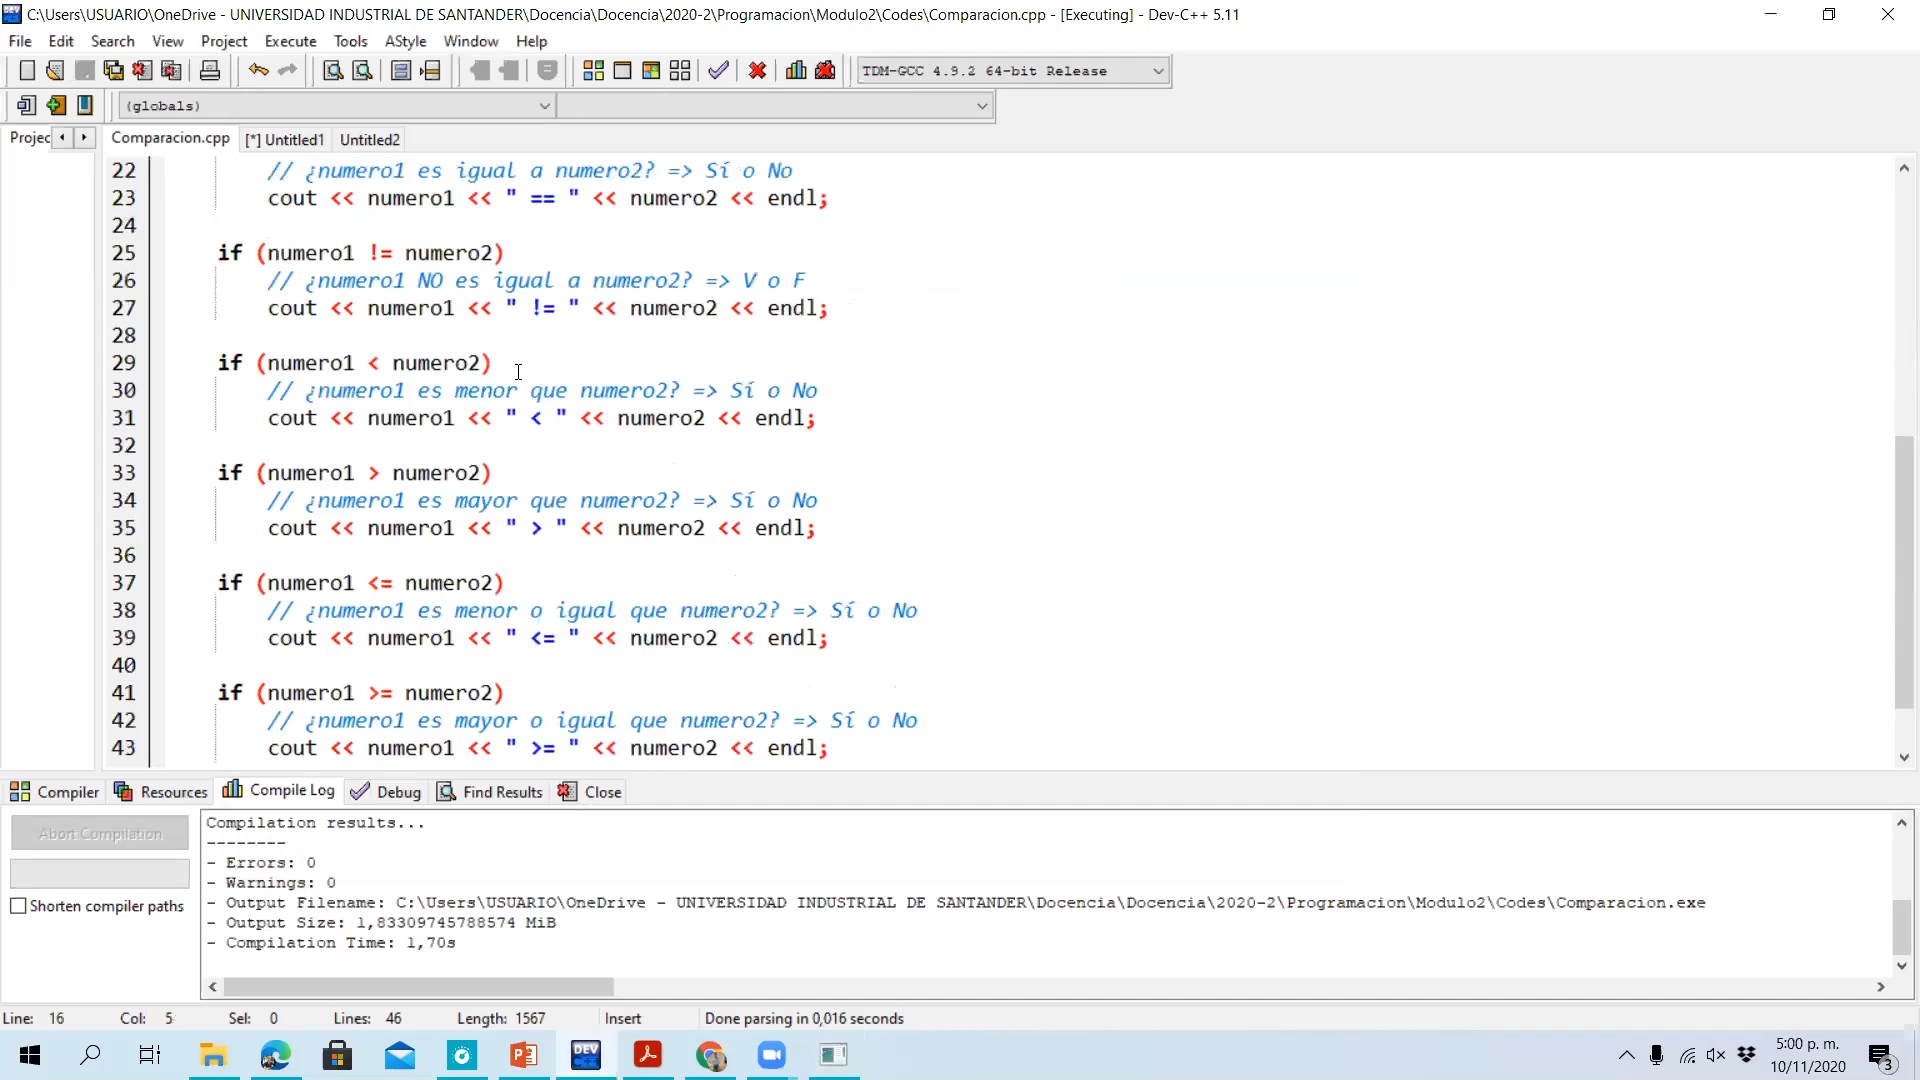 C:\Users\USUARIO\OneDrive - UNIVERSIDAD INDUSTRIAL DE SANTANDER\Docencia\Docencia\2020-2\Programacion\Modulo2\Codes\Comparacion.cpp - [Executing] - Dev-C++ 5.11
File Edit Search View Project Execute Tools AStyle Window Help
TDM-GCC 4.9.2 64-bit Release
(globals)
Projec Comparacion.cpp [*] Untitled1 Untitled2
22 // ¿numero1 es igual a numero2? => Sí o No
23 cout << numero1 << " == " << numero2 << endl;
24
25 if (numero1 != numero2)
26 // ¿numero1 NO es igual a numero2? => V o F
27 cout << numero1 << " != " << numero2 << endl;
28
29 if (numero1 < numero2)
30 // ¿numero1 es menor que numero2? => Sí o No
31 cout << numero1 << " < " << numero2 << endl;
32
33 if (numero1 > numero2)
34 // ¿numero1 es mayor que numero2? => Sí o No
35 cout << numero1 << " > " << numero2 << endl;
36
37 if (numero1 <= numero2)
38 // ¿numero1 es menor o igual que numero2? => Sí o No
39 cout << numero1 << " <= " << numero2 << endl;
40
41 if (numero1 >= numero2)
42 // ¿numero1 es mayor o igual que numero2? => Sí o No
43 cout << numero1 << " >= " << numero2 << endl;
Compiler Resources Compile Log Debug Find Results Close
Abort Compilation
Shorten compiler paths
Compilation results...
--------
- Errors: 0
- Warnings: 0
- Output Filename: C:\Users\USUARIO\OneDrive - UNIVERSIDAD INDUSTRIAL DE SANTANDER\Docencia\Docencia\2020-2\Programacion\Modulo2\Codes\Comparacion.exe
- Output Size: 1,83309745788574 MiB
- Compilation Time: 1,70s
Line: 16 Col: 5 Sel: 0 Lines: 46 Length: 1567 Insert Done parsing in 0,016 seconds
DEV
5:00 p. m.
10/11/2020
3